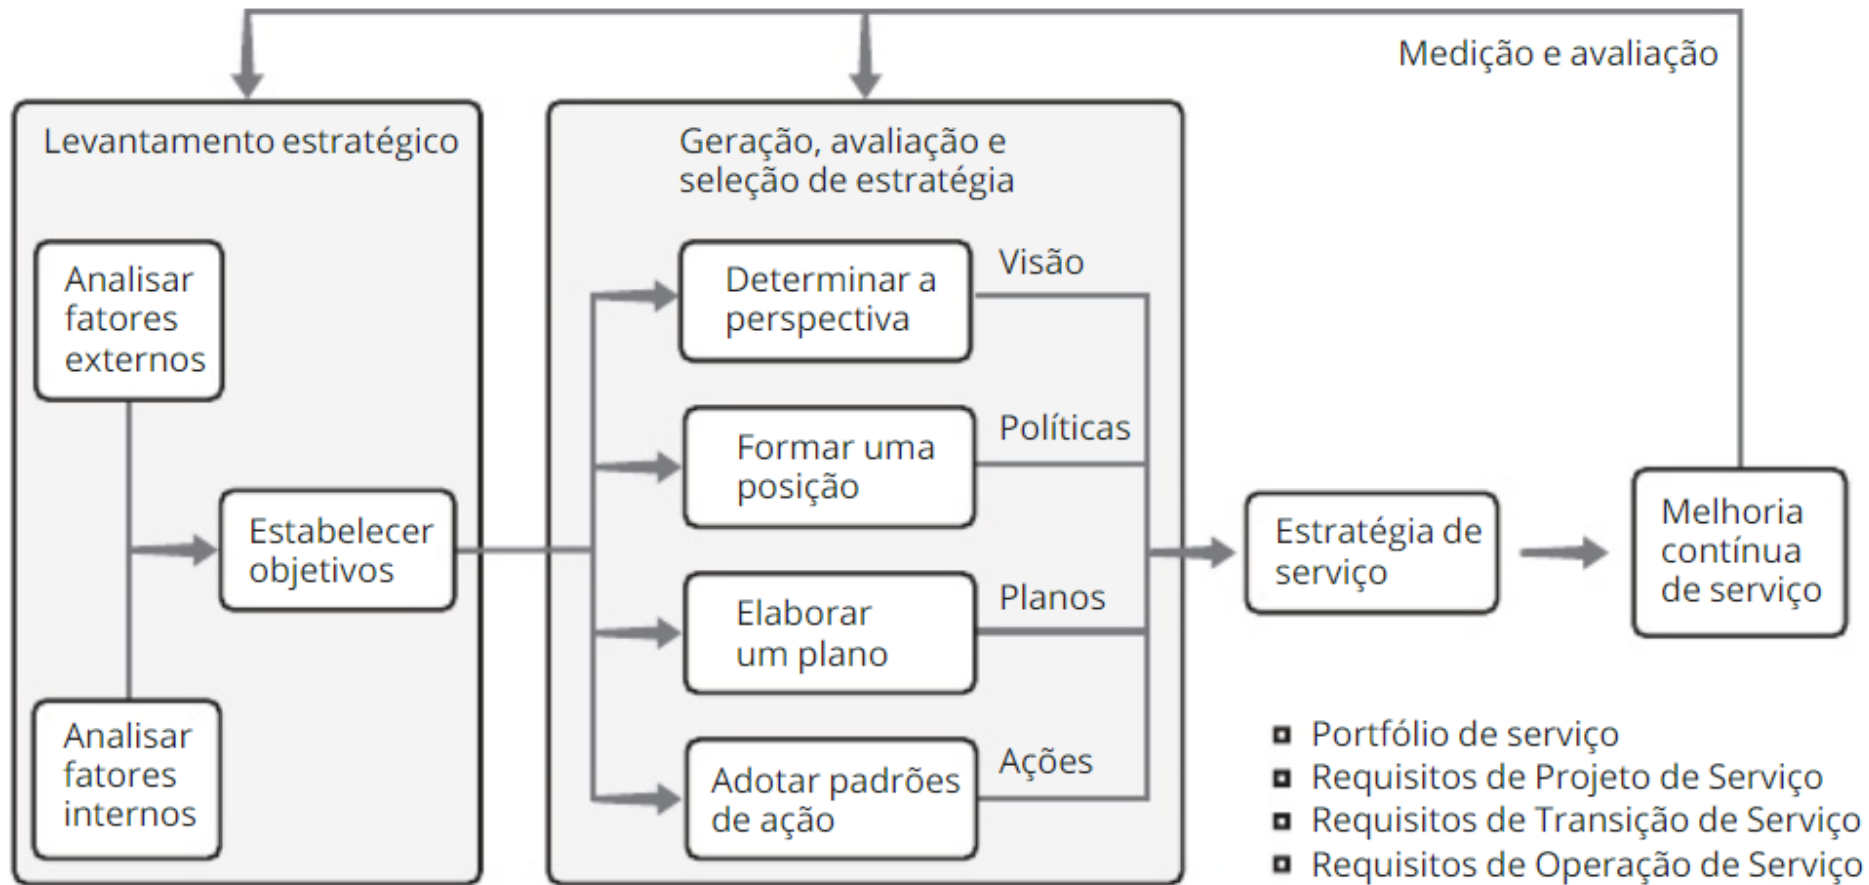 Medição e avaliação
Levantamento estratégico
Geração, avaliação e
seleção de estratégia
Analisar
fatores
externos
Estabelecer
objetivos
Analisar
fatores
internos
Determinar a
perspectiva
Visão
Formar uma
posição
Políticas
Elaborar
um plano
Planos
Adotar padrões
de ação
Ações
Estratégia de
serviço
Melhoria
contínua
de serviço
Portfólio de serviço
Requisitos de Projeto de Serviço
Requisitos de Transição de Serviço
Requisitos de Operação de Serviço